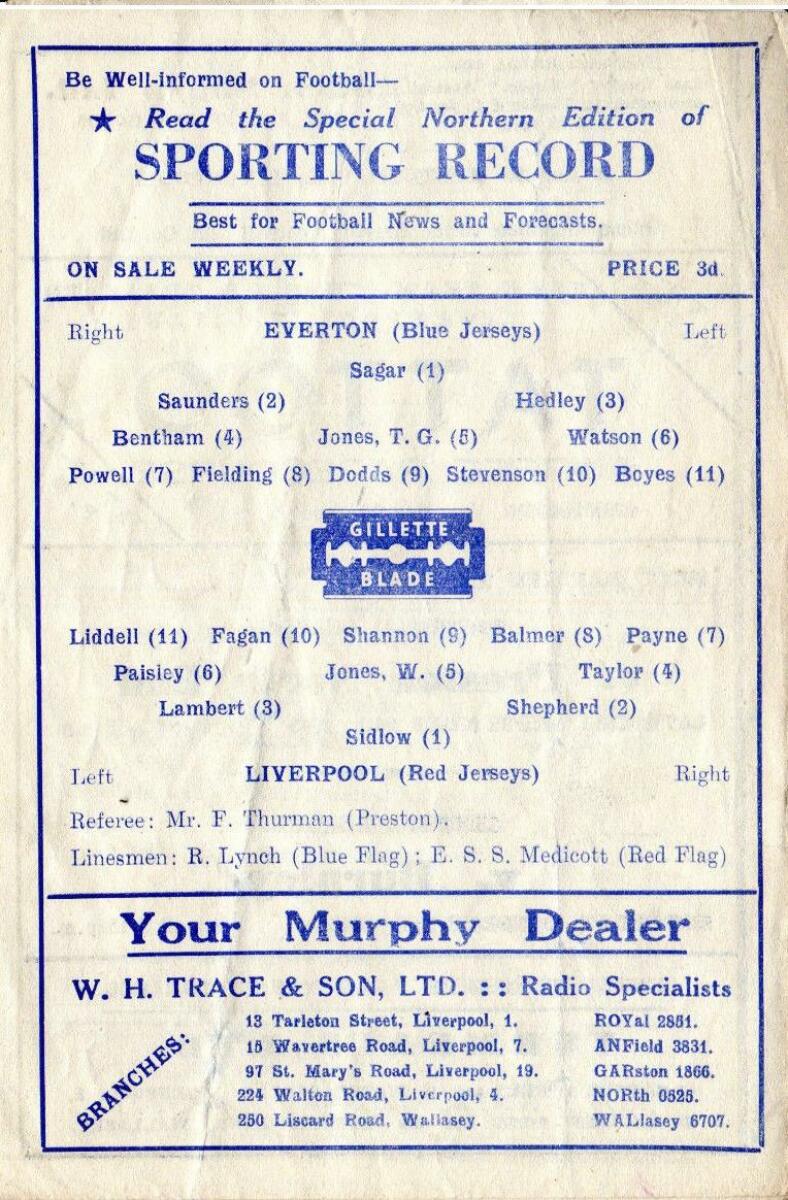 Be Well-informed on Football—
★ Read the Special Northern Edition of
SPORTING RECORD
Best for Football News and Forecasts.
ON SALE WEEKLY. PRICE 3d.
Right EVERTON (Blue Jerseys) Left
Sagar (1)
Saunders (2) Hedley (3)
Bentham (4) Jones, T. G. (5) Watson (6)
Powell (7) Fielding (8) Dodds (9) Stevenson (10) Boyes (11)
GILLETTE
BLADE
Liddell (11) Fagan (10) Shannon (9) Balmer (8) Payne (7)
Paisley (6) Jones, W. (5) Taylor (4)
Lambert (3) Shepherd (2)
Sidlow (1)
Left LIVERPOOL (Red Jerseys) Right
Referee: Mr. F. Thurman (Preston).
Linesmen: R. Lynch (Blue Flag); E. S. S. Medicott (Red Flag)
Your Murphy Dealer
W. H. TRACE & SON, LTD. :: Radio Specialists
BRANCHES:
13 Tarleton Street, Liverpool, 1. ROYal 2851.
15 Wavertree Road, Liverpool, 7. ANField 3831.
97 St. Mary's Road, Liverpool, 19. GARston 1866.
224 Walton Road, Liverpool, 4. NORth 0525.
250 Liscard Road, Wallasey. WALlasey 6707.